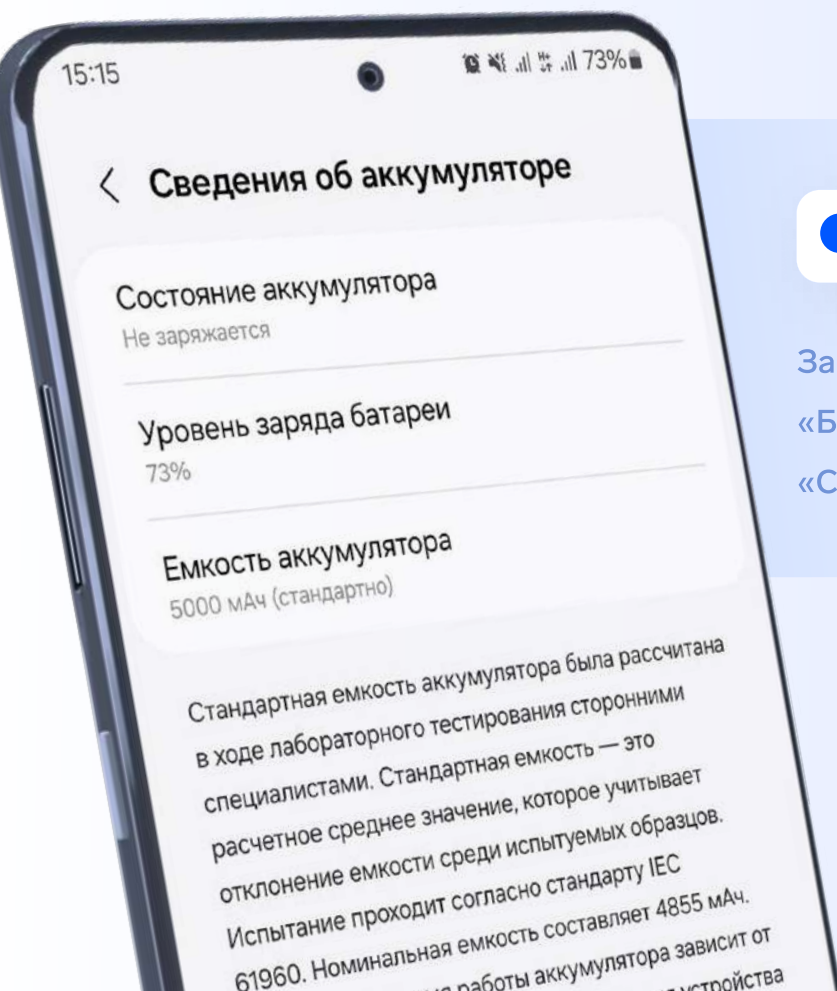 15:15
73%
Сведения об аккумуляторе
Состояние аккумулятора
Не заряжается
Уровень заряда батареи
73%
Емкость аккумулятора
5000 мАч (стандартно)
Стандартная емкость аккумулятора была рассчитана
в ходе лабораторного тестирования сторонними
специалистами. Стандартная емкость — это
расчетное среднее значение, которое учитывает
отклонение емкости среди испытуемых образцов.
Испытание проходит согласно стандарту IEC
61960. Номинальная емкость составляет 4855 мАч.
работы аккумулятора зависит от
устройства
За
«Б
«С